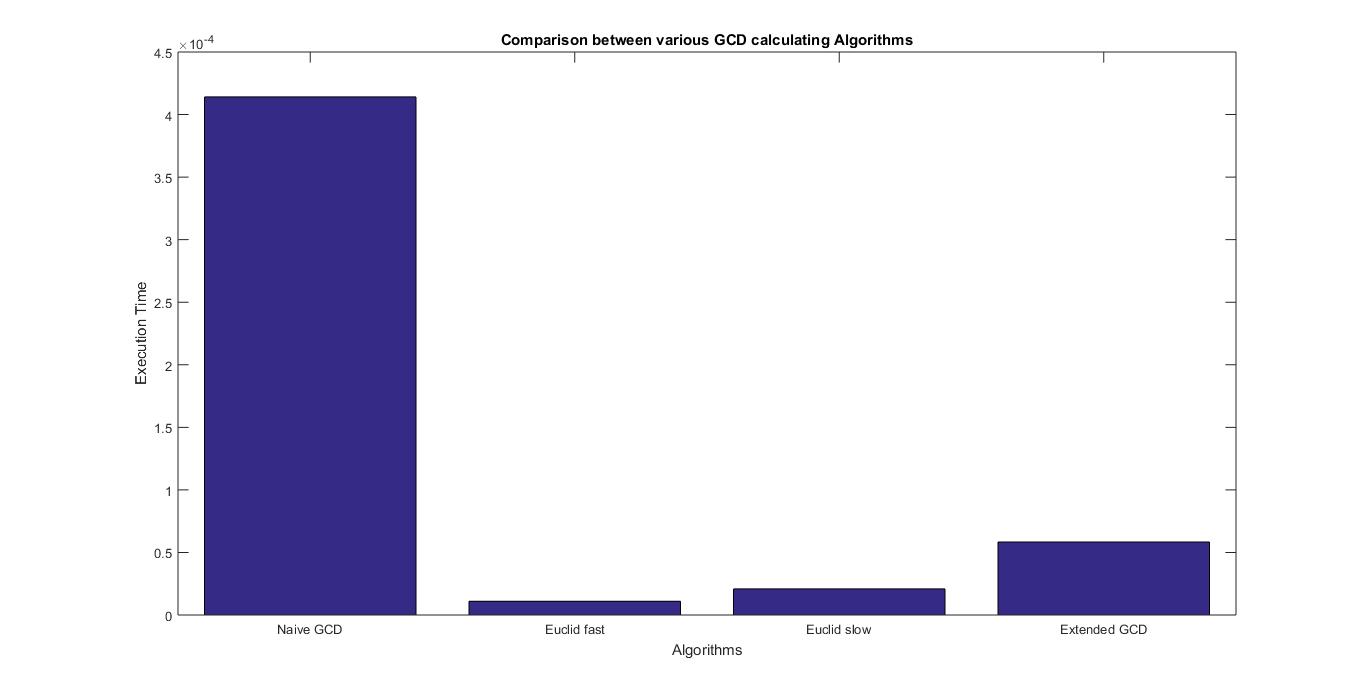 Comparison between various GCD calculating Algorithms
×10-4
4.5
4
3.5
3
2.5
2
1.5
1
0.5
0
Execution Time
Naive GCD Euclid fast Euclid slow Extended GCD
Algorithms